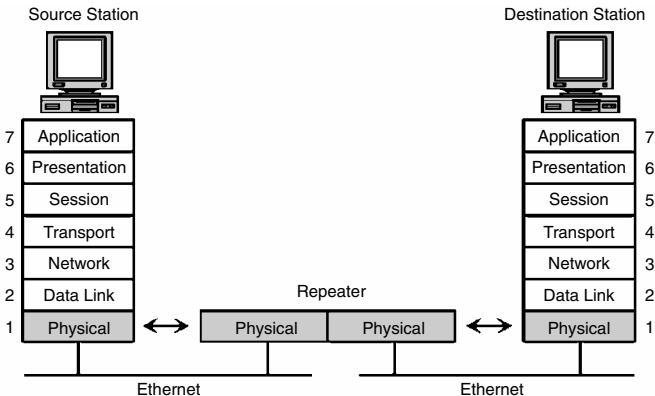 Source Station Destination Station
7 Application Application 7
6 Presentation Presentation 6
5 Session Session 5
4 Transport Transport 4
3 Network Network 3
2 Data Link Repeater Data Link 2
1 Physical Physical Physical Physical 1
Ethernet Ethernet